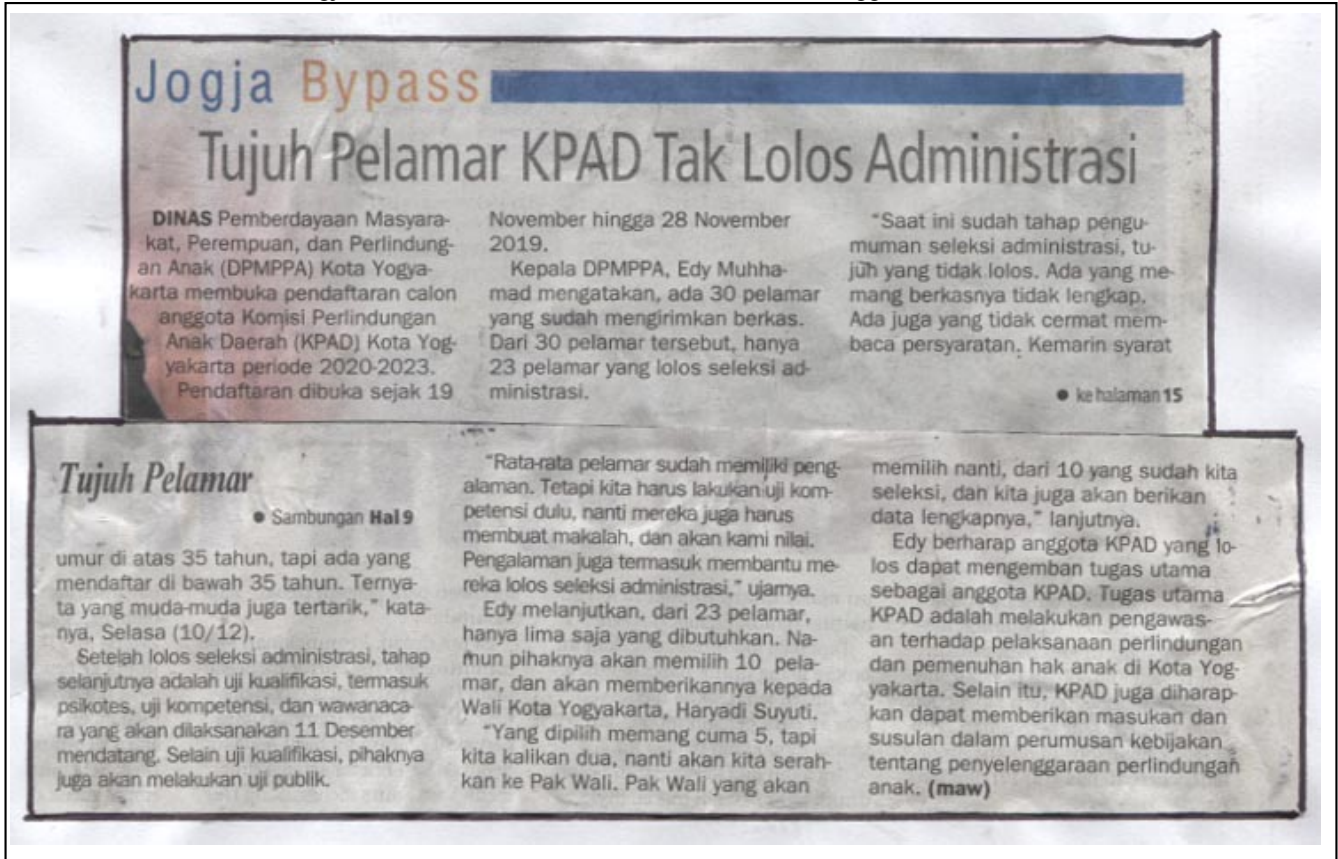 Jogja Bypass
Tujuh Pelamar KPAD Tak Lolos Administrasi
DINAS Pemberdayaan Masyara-
kat, Perempuan, dan Perlindung-
an Anak (DPMPPA) Kota Yogya-
karta membuka pendaftaran calon
anggota Komisi Perlindungan
Anak Daerah (KPAD) Kota Yog-
yakarta periode 2020-2023.
Pendaftaran dibuka sejak 19
November hingga 28 November
2019.
Kepala DPMPPA, Edy Muhha-
mad mengatakan, ada 30 pelamar
yang sudah mengirimkan berkas.
Dari 30 pelamar tersebut, hanya
23 pelamar yang lolos seleksi ad-
ministrasi.
"Saat ini sudah tahap pengu-
muman seleksi administrasi, tu-
juh yang tidak lolos. Ada yang me-
mang berkasnya tidak lengkap.
Ada juga yang tidak cermat mem-
baca persyaratan. Kemarin syarat
● ke halaman 15
Tujuh Pelamar
● Sambungan Hal 9
umur di atas 35 tahun, tapi ada yang
mendaftar di bawah 35 tahun. Ternya-
ta yang muda-muda juga tertarik," kata-
nya, Selasa (10/12).
Setelah lolos seleksi administrasi, tahap
selanjutnya adalah uji kualifikasi, termasuk
psikotes, uji kompetensi, dan wawanaca-
ra yang akan dilaksanakan 11 Desember
mendatang. Selain uji kualifikasi, pihaknya
juga akan melakukan uji publik.
"Rata-rata pelamar sudah memiliki peng-
alaman. Tetapi kita harus lakukan uji kom-
petensi dulu, nanti mereka juga harus
membuat makalah, dan akan kami nilai.
Pengalaman juga termasuk membantu me-
reka lolos seleksi administrasi," ujarnya.
Edy melanjutkan, dari 23 pelamar,
hanya lima saja yang dibutuhkan. Na-
mun pihaknya akan memilih 10 pela-
mar, dan akan memberikannya kepada
Wali Kota Yogyakarta, Haryadi Suyuti.
"Yang dipilih memang cuma 5, tapi
kita kalikan dua, nanti akan kita serah-
kan ke Pak Wali. Pak Wali yang akan
memilih nanti, dari 10 yang sudah kita
seleksi, dan kita juga akan berikan
data lengkapnya," lanjutnya.
Edy berharap anggota KPAD yang lo-
los dapat mengemban tugas utama
sebagai anggota KPAD. Tugas utama
KPAD adalah melakukan pengawas-
an terhadap pelaksanaan perlindungan
dan pemenuhan hak anak di Kota Yog-
yakarta. Selain itu, KPAD juga diharap-
kan dapat memberikan masukan dan
susulan dalam perumusan kebijakan
tentang penyelenggaraan perlindungan
anak. (maw)